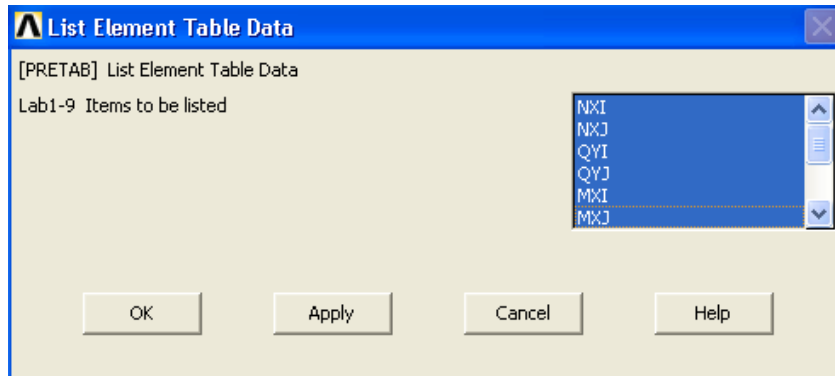 List Element Table Data
[PRETAB] List Element Table Data
Lab1-9 Items to be listed
NXI
NXJ
QYI
QYJ
MXI
MXJ
OK Apply Cancel Help